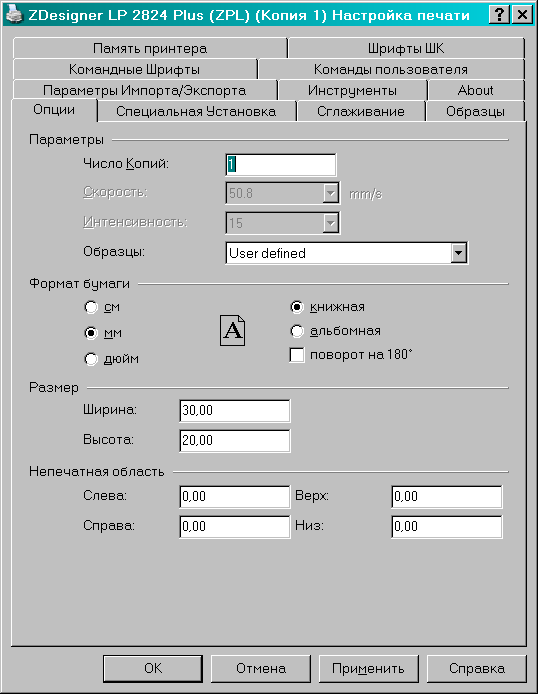 ZDesigner LP 2824 Plus (ZPL) (Копия 1) Настройка печати
Память принтера Шрифты ШК
Командные Шрифты Команды пользователя
Параметры Импорта/Экспорта Инструменты About
Опции Специальная Установка Сглаживание Образцы
Параметры
Число Копий: 1
Скорость: 50.8 mm/s
Интенсивность: 15
Образцы: User defined
Формат бумаги
см книжная
мм A альбомная
дюйм поворот на 180°
Размер
Ширина: 30,00
Высота: 20,00
Непечатная область
Слева: 0,00 Верх: 0,00
Справа: 0,00 Низ: 0,00
OK Отмена Применить Справка